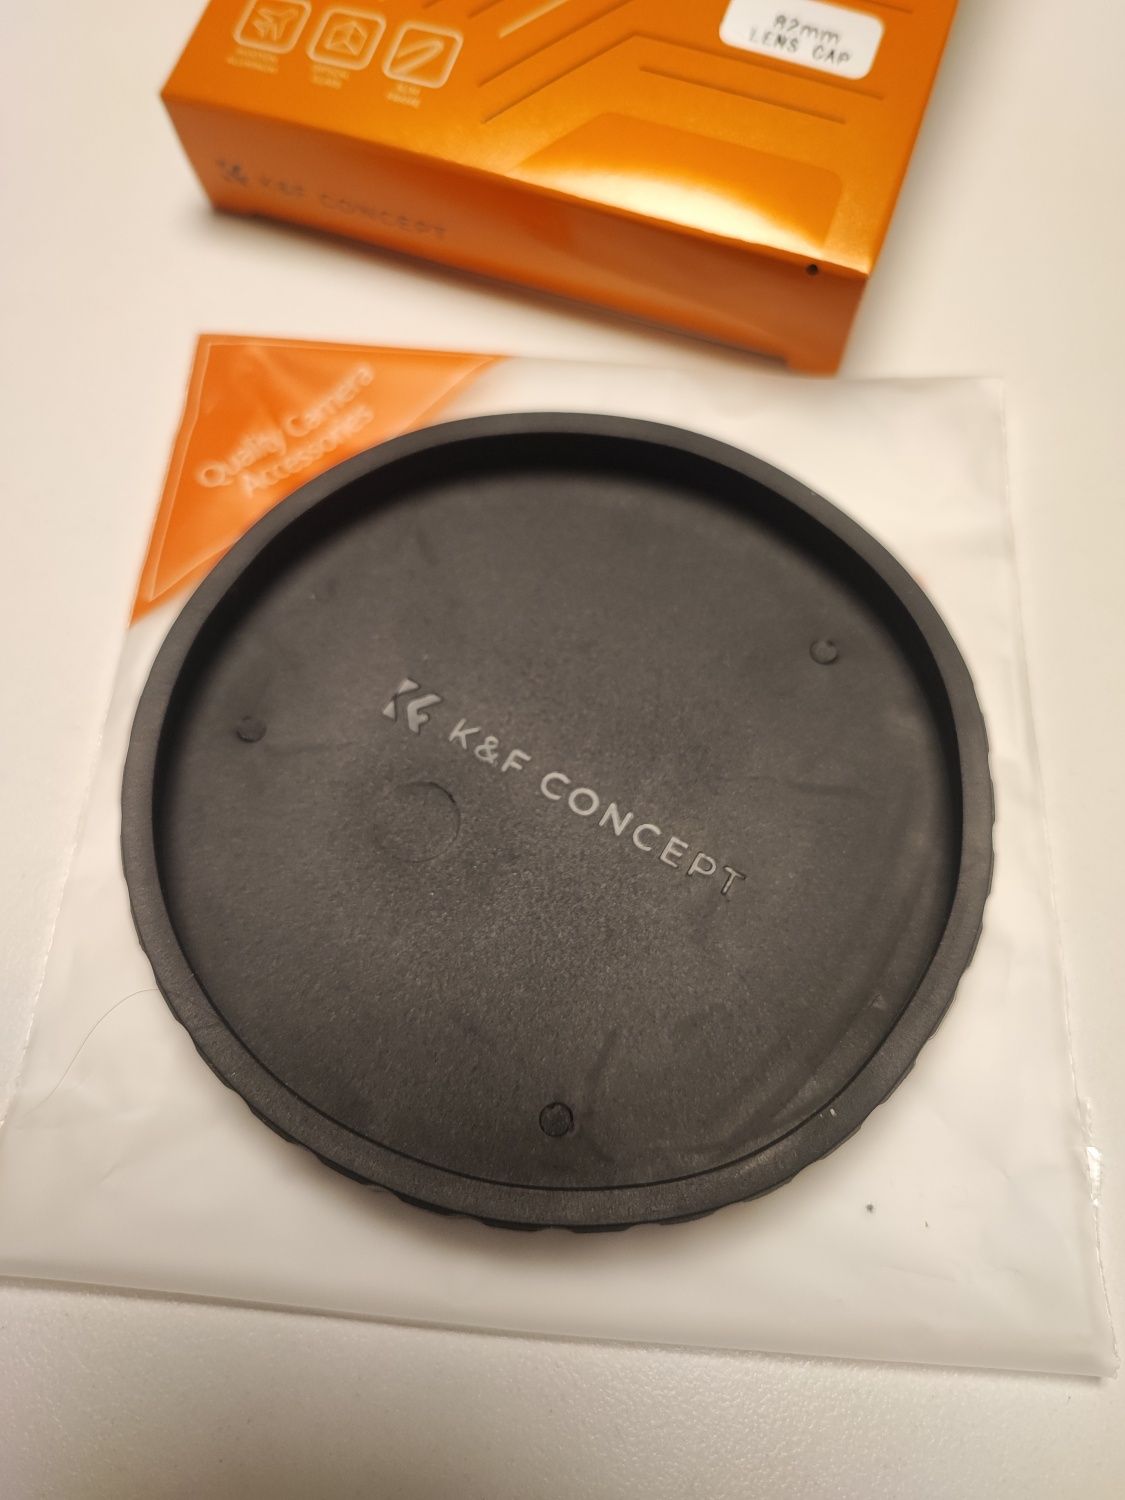 82mm
LENS CAP
K&F CONCEPT
Quality Camera
Accessories
K&F CONCEPT